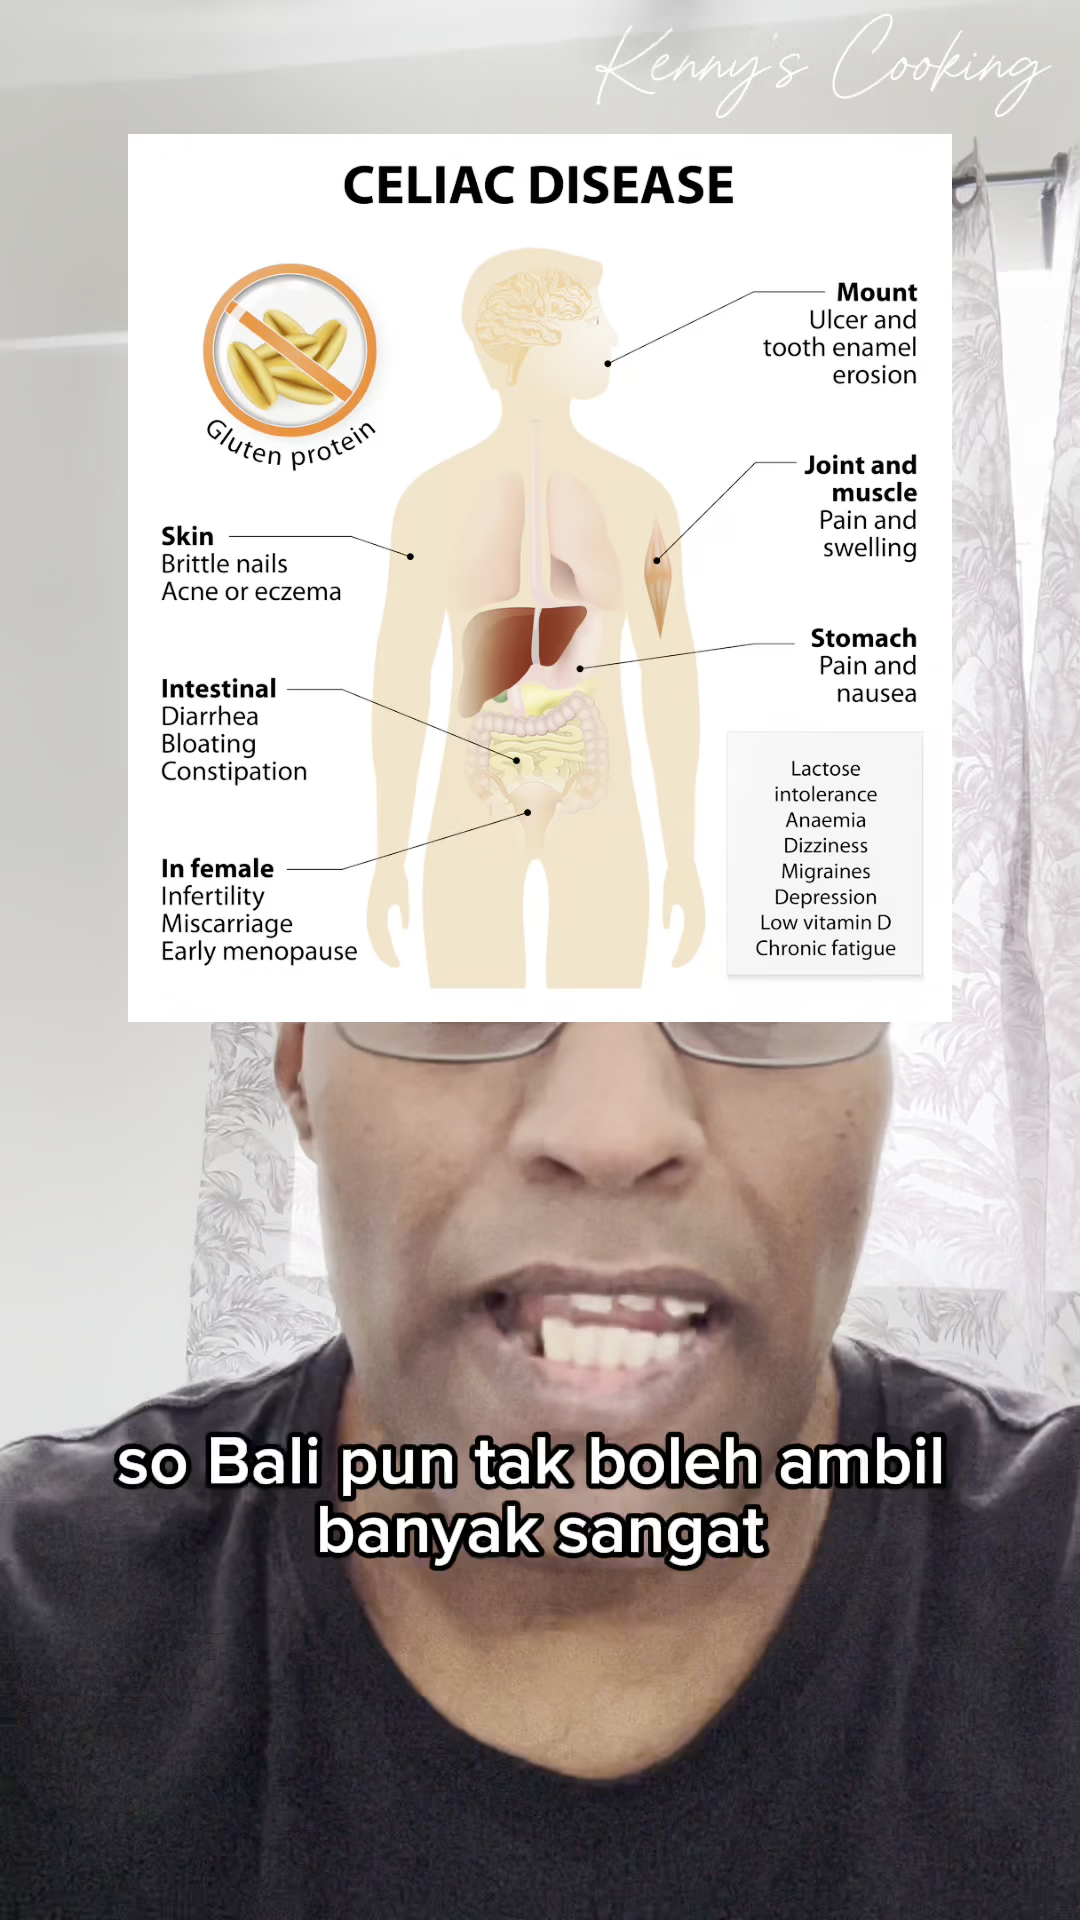 Kenny's Cooking
CELIAC DISEASE
Gluten protein
Mount
Ulcer and
tooth enamel
erosion
Joint and
muscle
Pain and
swelling
Skin
Brittle nails
Acne or eczema
Stomach
Pain and
nausea
Intestinal
Diarrhea
Bloating
Constipation
Lactose
intolerance
Anaemia
Dizziness
Migraines
Depression
Low vitamin D
Chronic fatigue
In female
Infertility
Miscarriage
Early menopause
so Bali pun tak boleh ambil
banyak sangat